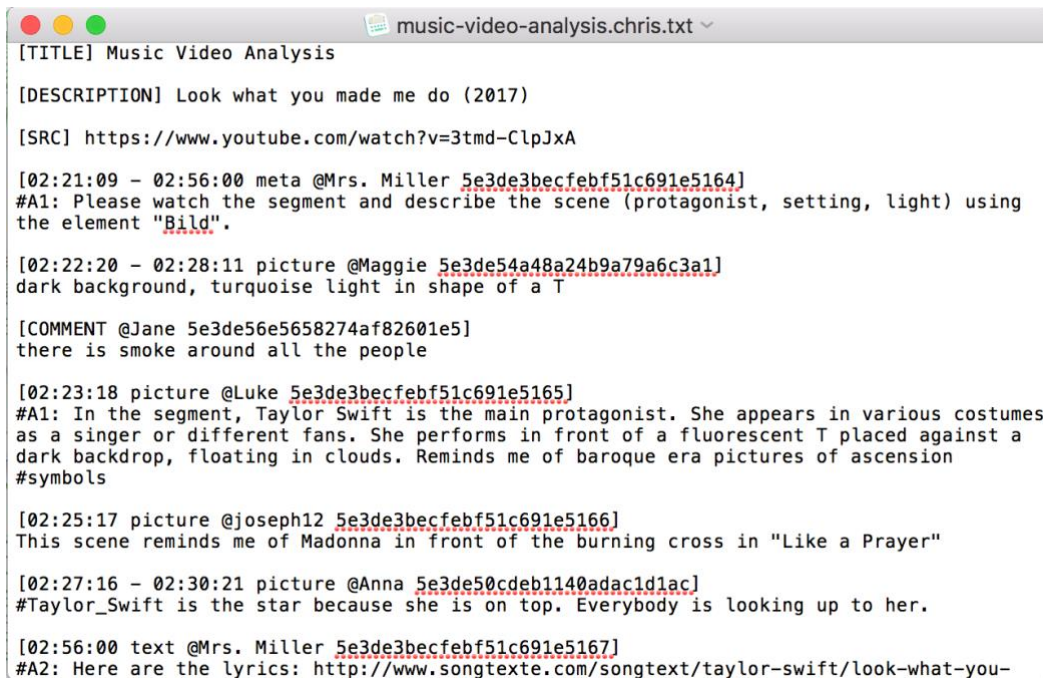 music-video-analysis.chris.txt
[TITLE] Music Video Analysis
[DESCRIPTION] Look what you made me do (2017)
[SRC] https://www.youtube.com/watch?v=3tmd-ClpJxA
[02:21:09 – 02:56:00 meta @Mrs. Miller 5e3de3becfebf51c691e5164]
#A1: Please watch the segment and describe the scene (protagonist, setting, light) using
the element "Bild".
[02:22:20 – 02:28:11 picture @Maggie 5e3de54a48a24b9a79a6c3a1]
dark background, turquoise light in shape of a T
[COMMENT @Jane 5e3de56e5658274af82601e5]
there is smoke around all the people
[02:23:18 picture @Luke 5e3de3becfebf51c691e5165]
#A1: In the segment, Taylor Swift is the main protagonist. She appears in various costumes
as a singer or different fans. She performs in front of a fluorescent T placed against a
dark backdrop, floating in clouds. Reminds me of baroque era pictures of ascension
#symbols
[02:25:17 picture @joseph12 5e3de3becfebf51c691e5166]
This scene reminds me of Madonna in front of the burning cross in "Like a Prayer"
[02:27:16 – 02:30:21 picture @Anna 5e3de50cdeb1140adac1d1ac]
#Taylor_Swift is the star because she is on top. Everybody is looking up to her.
[02:56:00 text @Mrs. Miller 5e3de3becfebf51c691e5167]
#A2: Here are the lyrics: http://www.songtexte.com/songtext/taylor-swift/look-what-you-